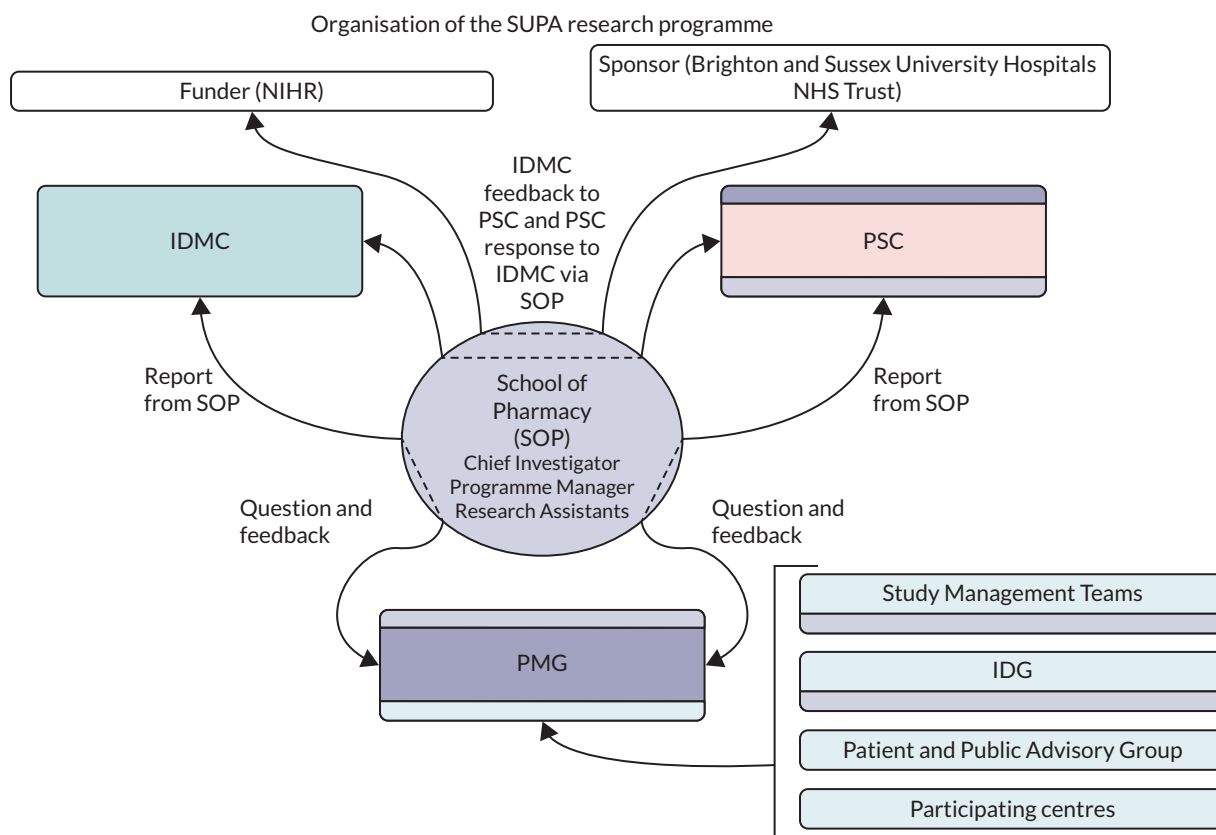 Organisation of the SUPA research programme
Funder (NIHR)
Sponsor (Brighton and Sussex University Hospitals
NHS Trust)
IDMC
IDMC
feedback to
PSC and PSC
response to
IDMC via
SOP
PSC
Report
from SOP
School of
Pharmacy
(SOP)
Chief Investigator
Programme Manager
Research Assistants
Report
from SOP
Question and
feedback
Question and
feedback
PMG
Study Management Teams
IDG
Patient and Public Advisory Group
Participating centres